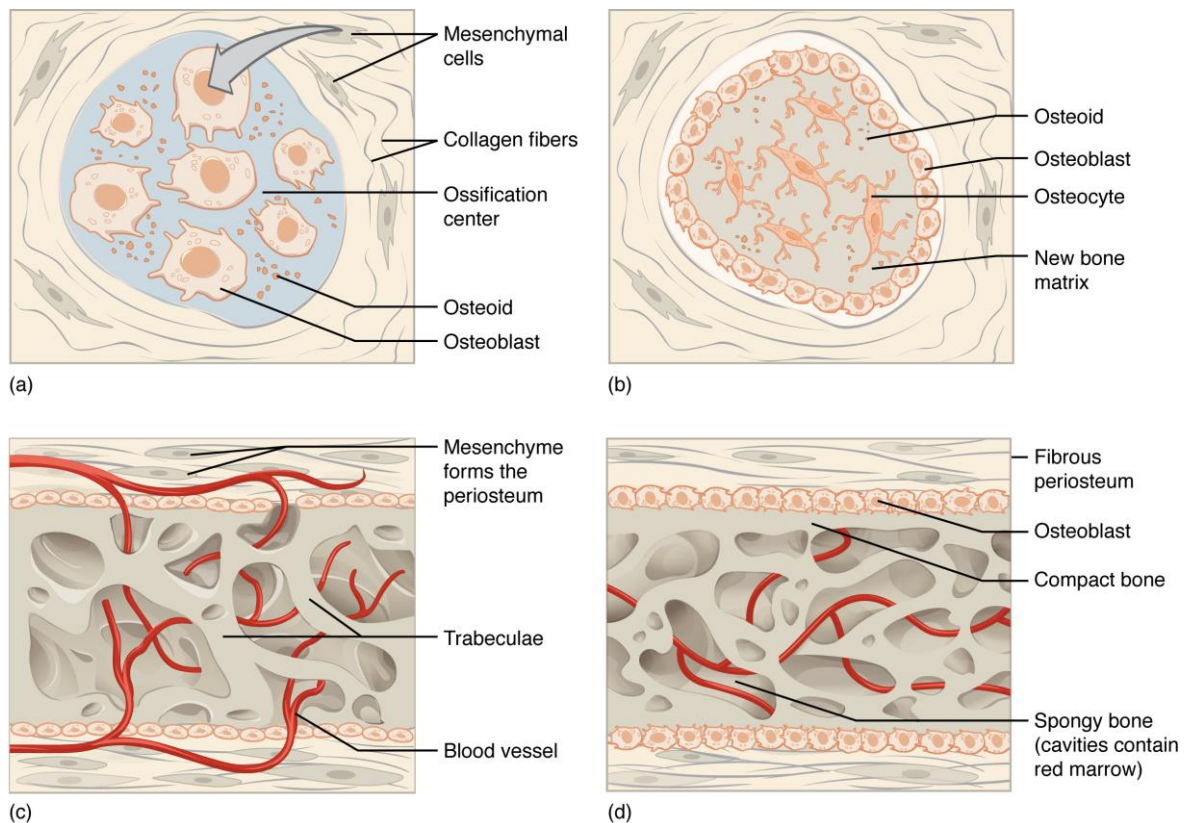 Mesenchymal
cells
Collagen fibers
Ossification
center
Osteoid
Osteoblast
(a)
Osteoid
Osteoblast
Osteocyte
New bone
matrix
(b)
Mesenchyme
forms the
periosteum
Trabeculae
Blood vessel
(c)
Fibrous
periosteum
Osteoblast
Compact bone
Spongy bone
(cavities contain
red marrow)
(d)